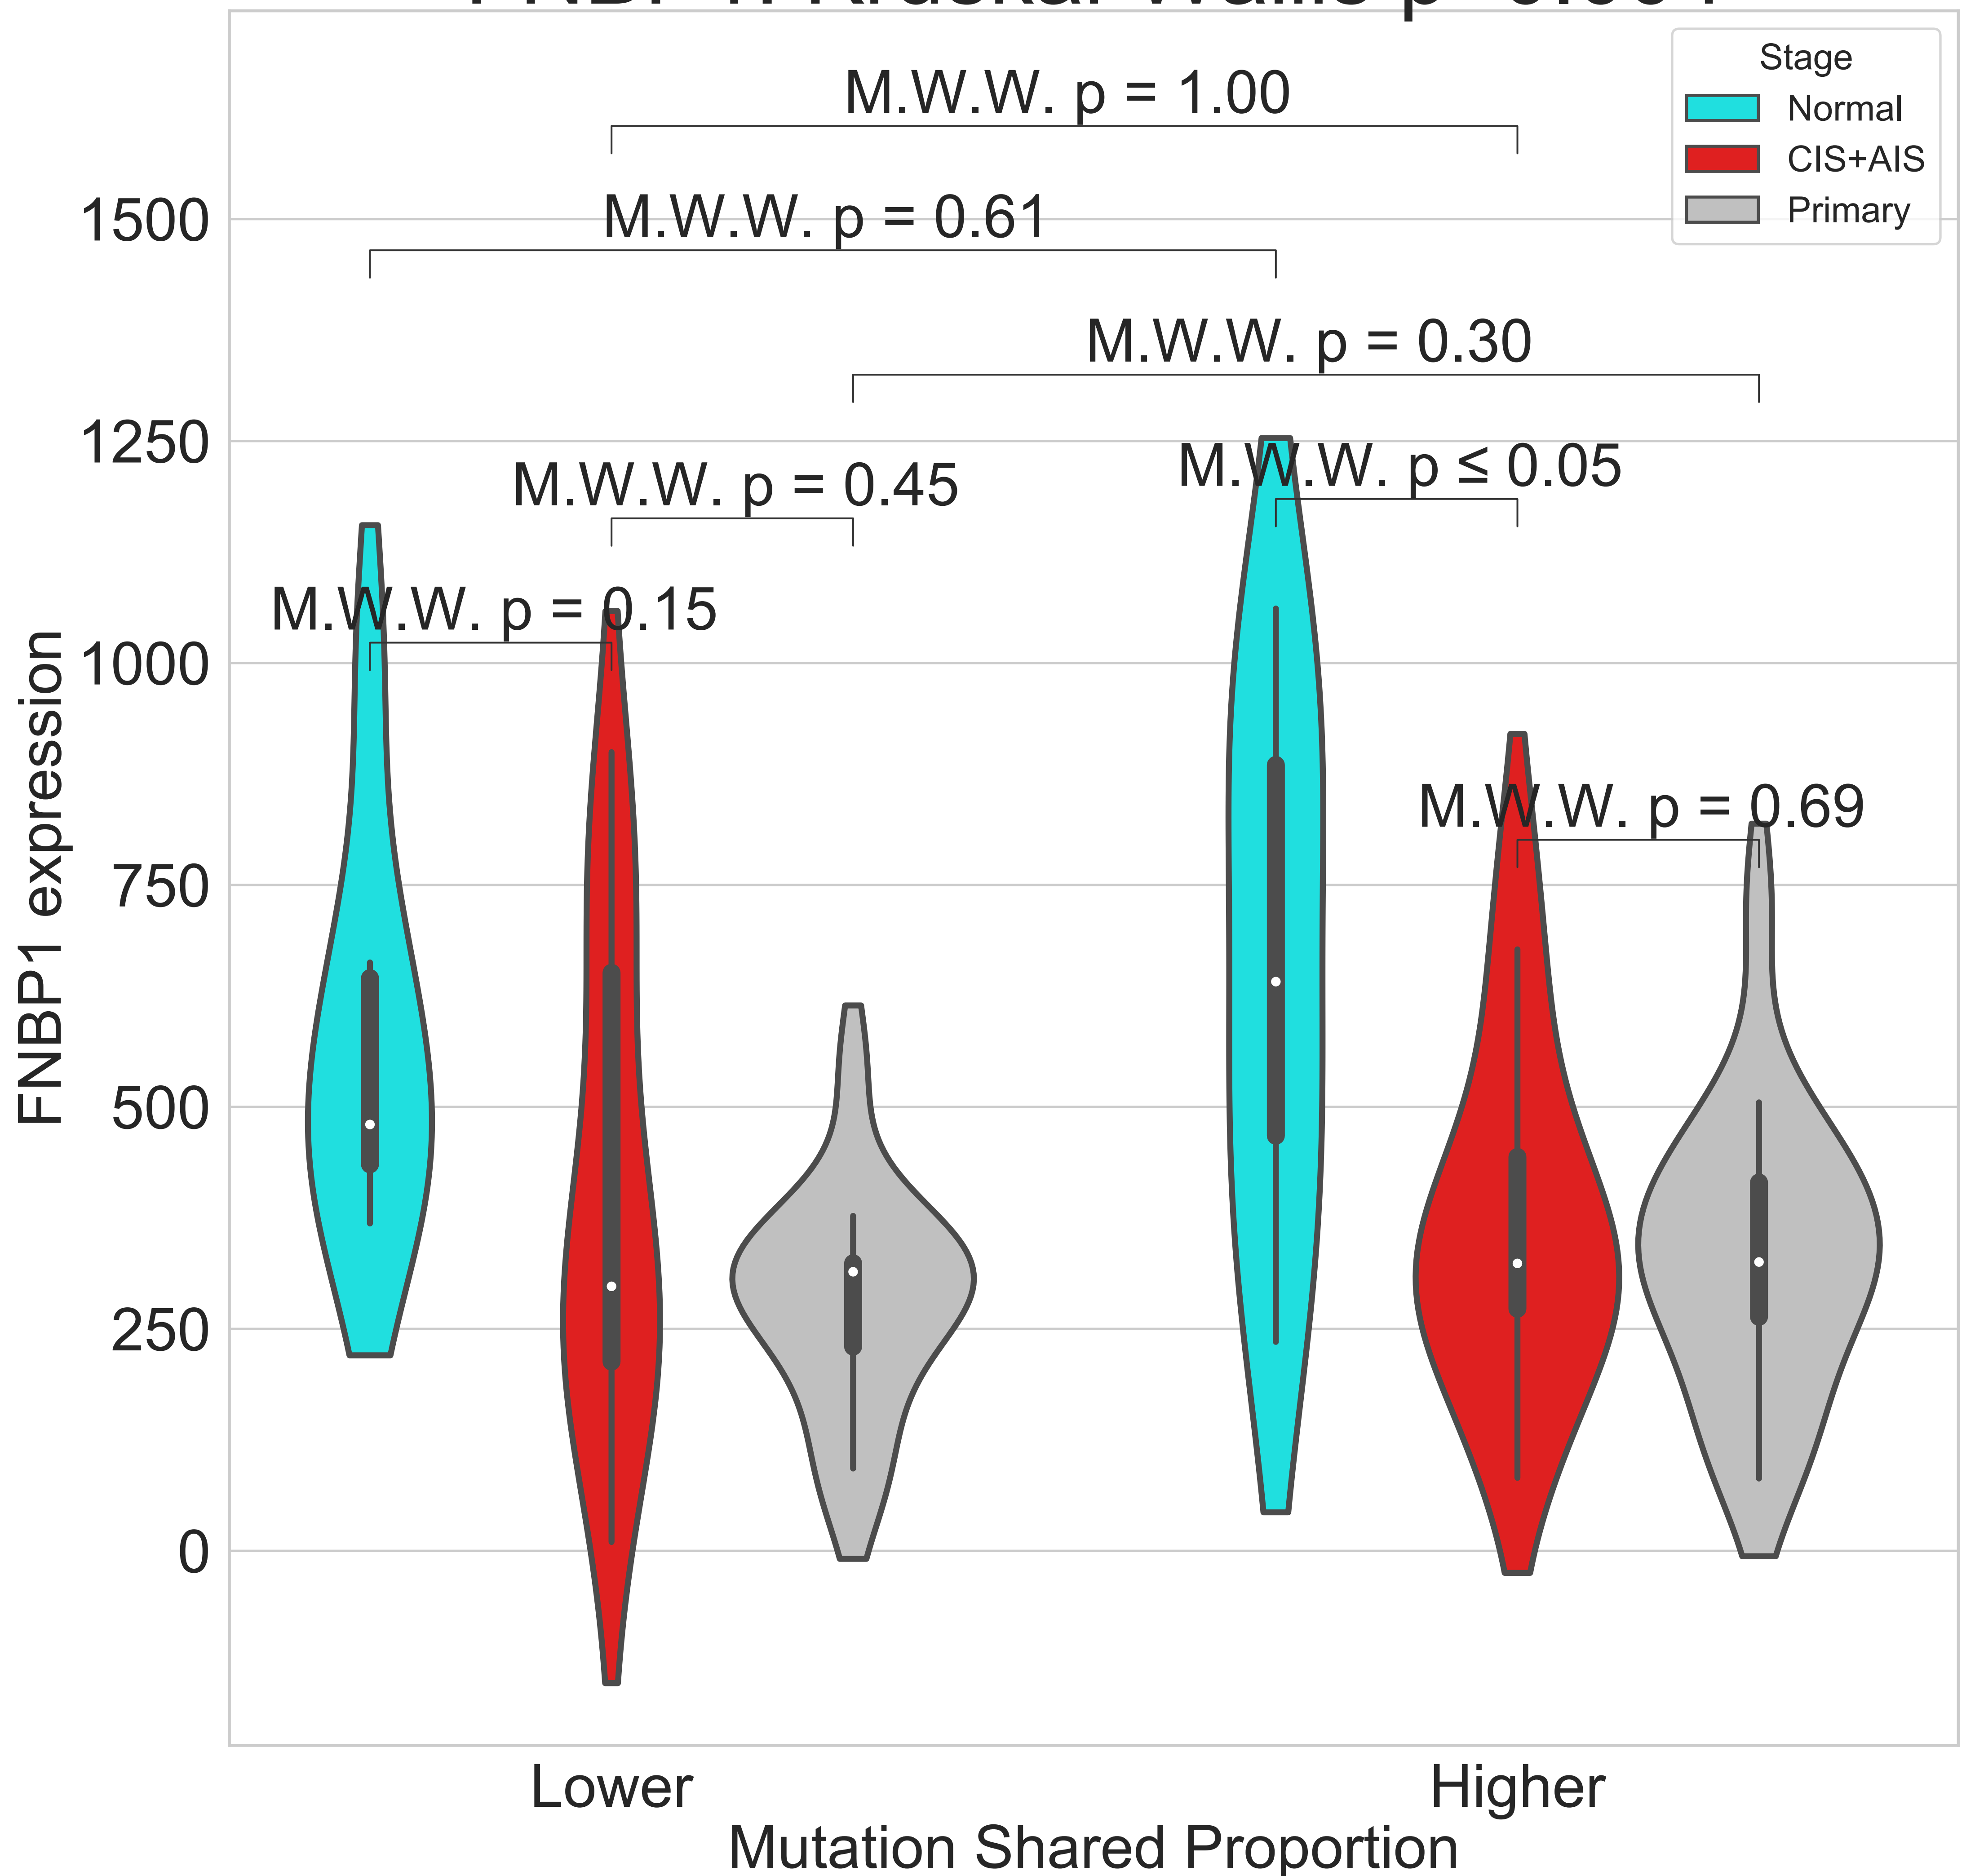 Stage
Normal
CIS+AIS
Primary
M.W.W. p = 1.00
M.W.W. p = 0.61
M.W.W. p = 0.30
M.W.W. p ≤ 0.05
M.W.W. p = 0.45
M.W.W. p = 0.15
M.W.W. p = 0.69
1500
1250
1000
750
500
250
0
FNBP1 expression
Lower
Higher
Mutation Shared Proportion